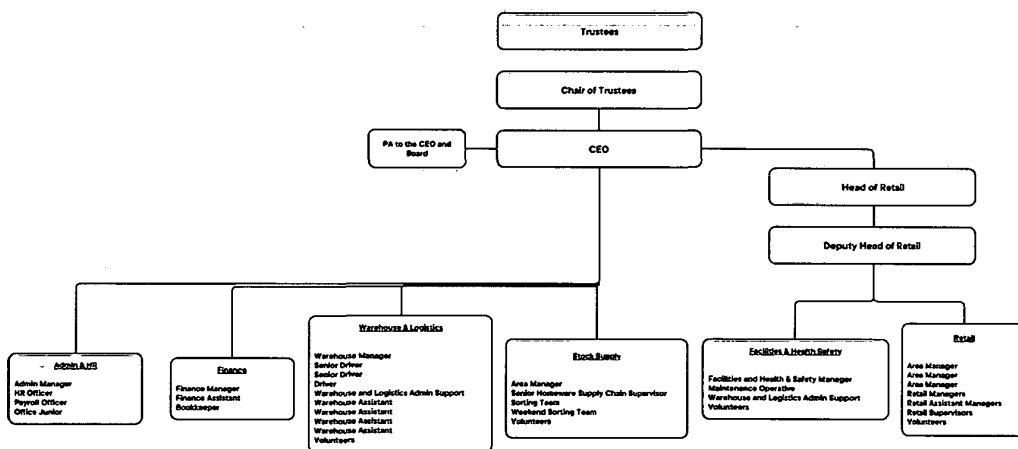 Trustees
Chair of Trustees
PA to the CEO and
Board
CEO
Head of Retail
Deputy Head of Retail
Admin & HR
Admin Manager
HR Officer
Payroll Officer
Office Junior
Finance
Finance Manager
Finance Assistant
Bookkeeper
Warehouse & Logistics
Warehouse Manager
Senior Driver
Senior Driver
Driver
Warehouse and Logistics Admin Support
Warehouse Assistant
Warehouse Assistant
Warehouse Assistant
Warehouse Assistant
Volunteers
Stock Supply
Area Manager
Senior Homeware Supply Chain Supervisor
Sorting Team
Weekend Sorting Team
Volunteers
Facilities & Health Safety
Facilities and Health & Safety Manager
Maintenance Operative
Warehouse and Logistics Admin Support
Volunteers
Retail
Area Manager
Area Manager
Area Manager
Retail Managers
Retail Assistant Managers
Retail Supervisors
Volunteers